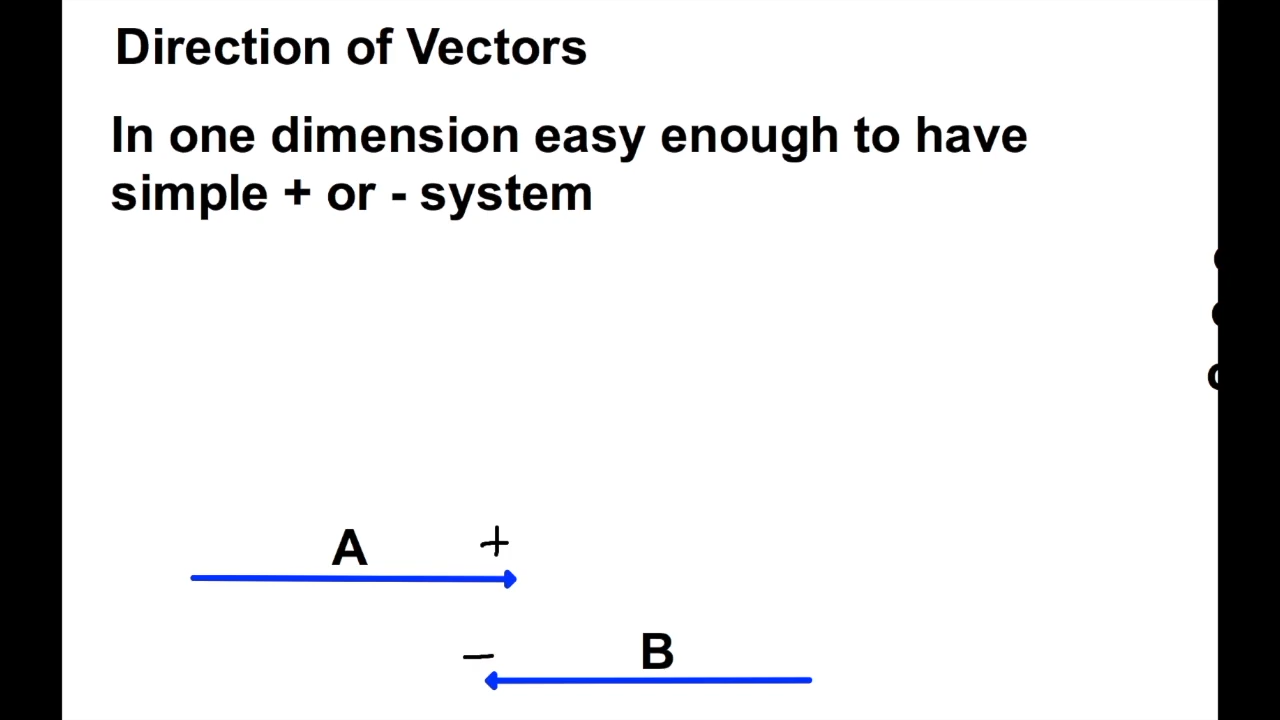 Direction of Vectors
In one dimension easy enough to have
simple + or - system
A +
– B